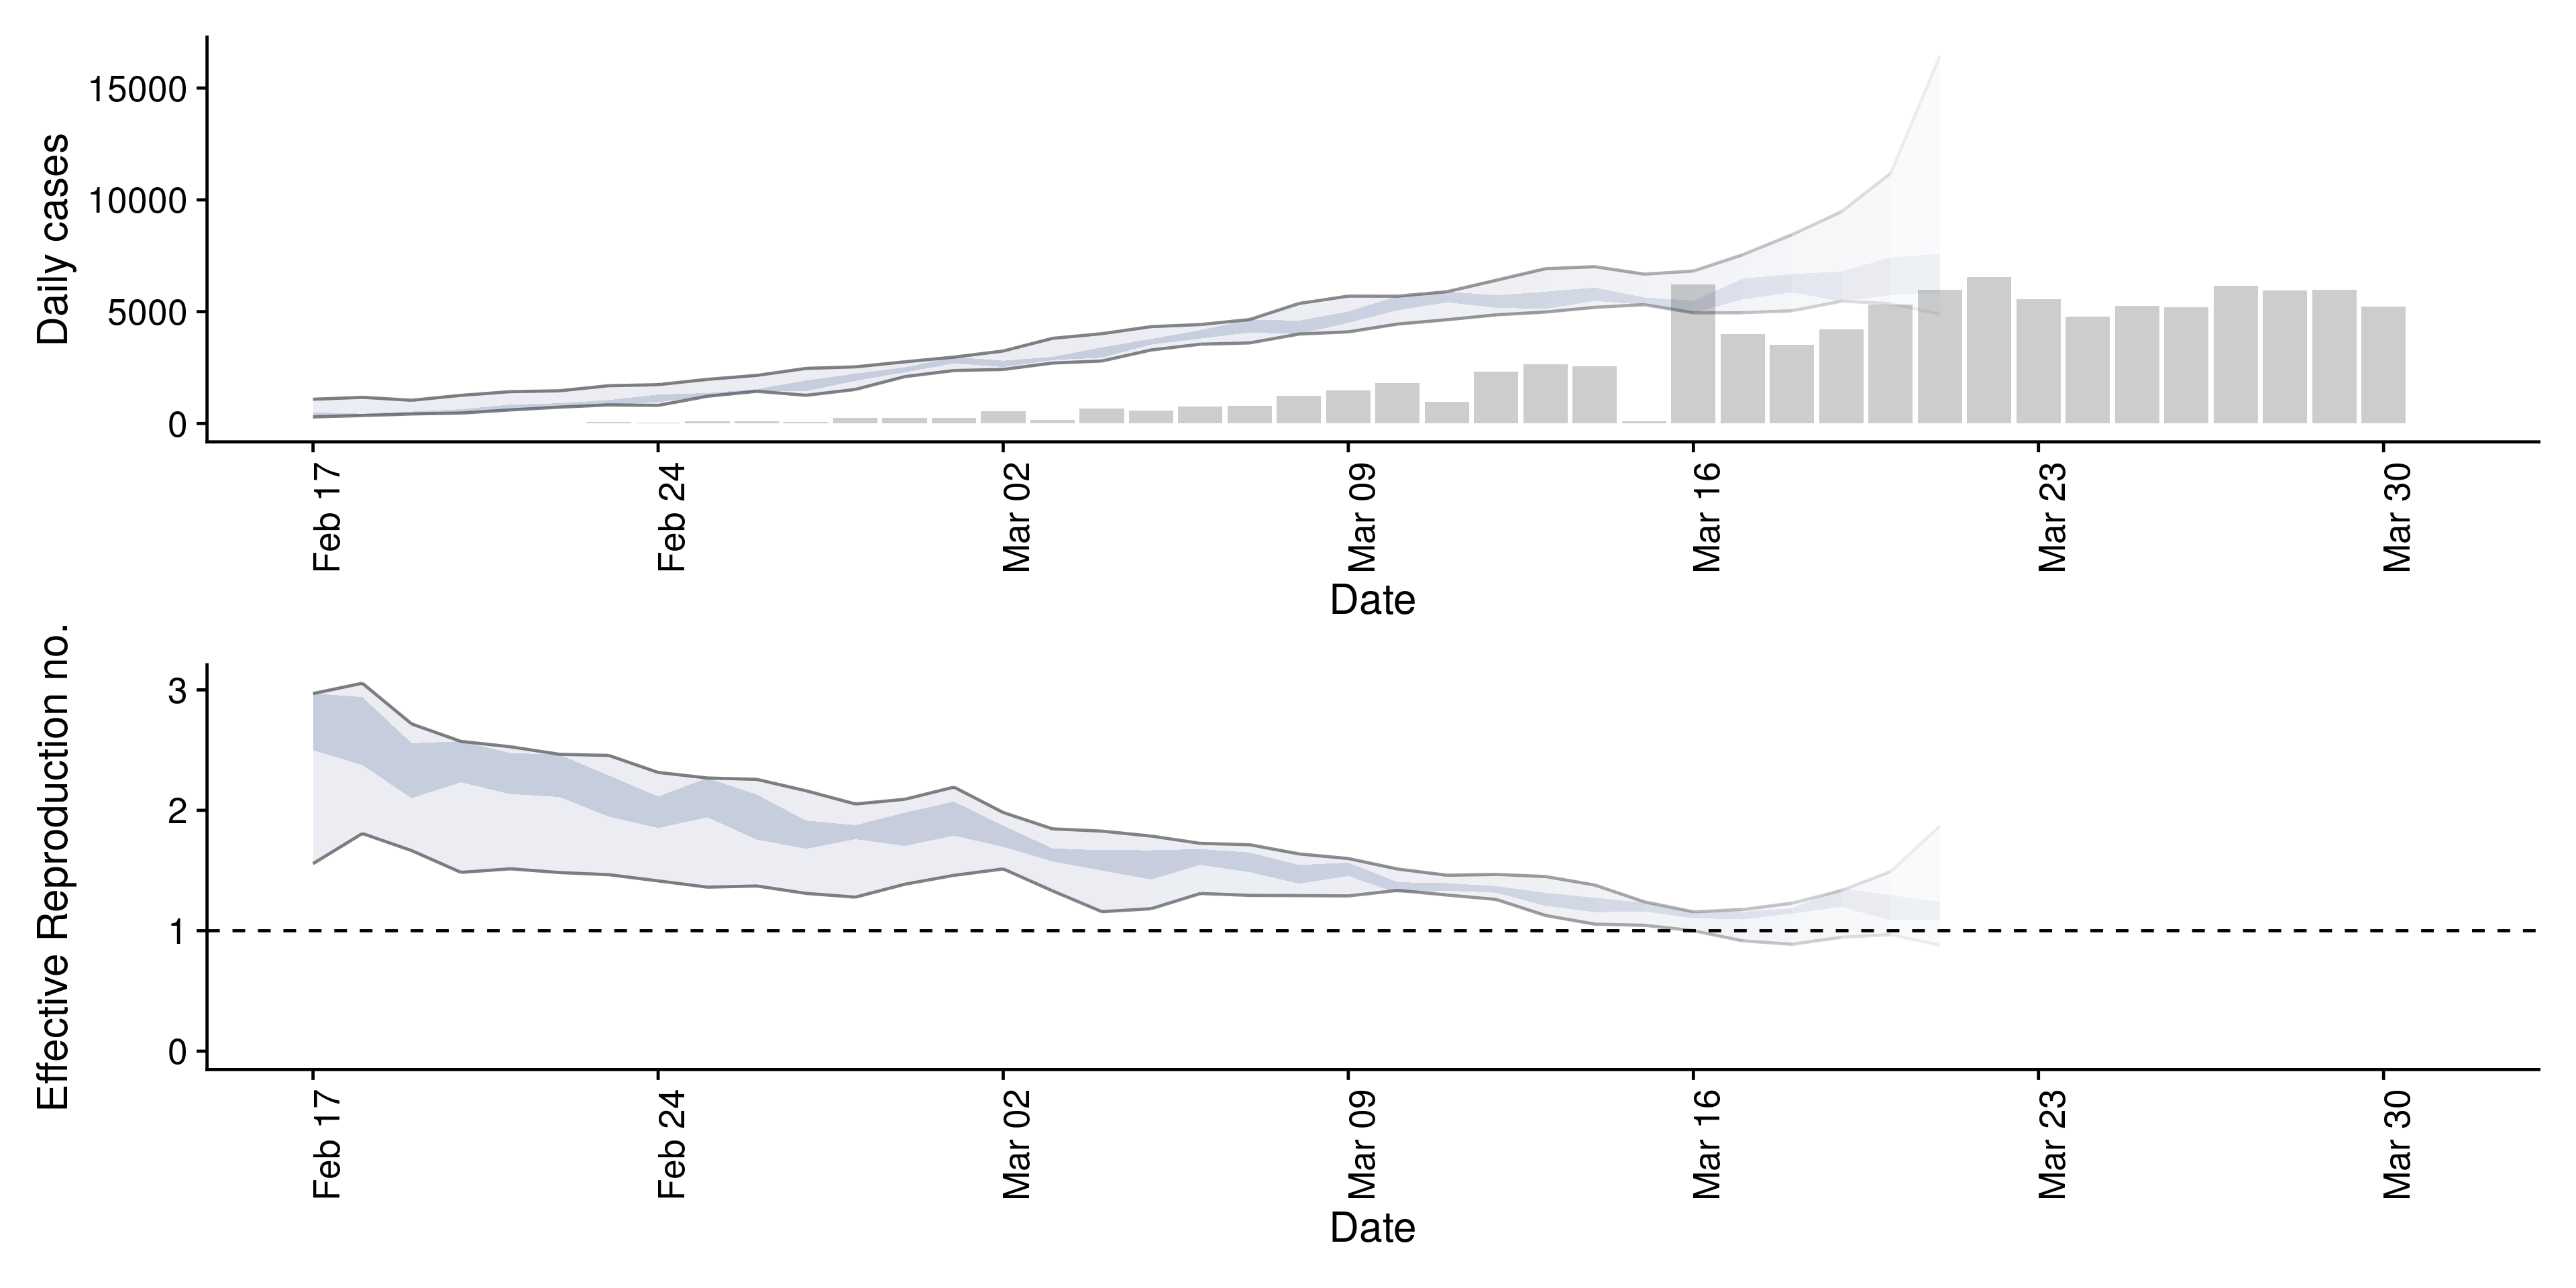 Daily cases
15000
10000
5000
0
Feb 17
Feb 24
Mar 02
Mar 09
Mar 16
Mar 23
Mar 30
Date
Effective Reproduction no.
3
2
1
0
Feb 17
Feb 24
Mar 02
Mar 09
Mar 16
Mar 23
Mar 30
Date